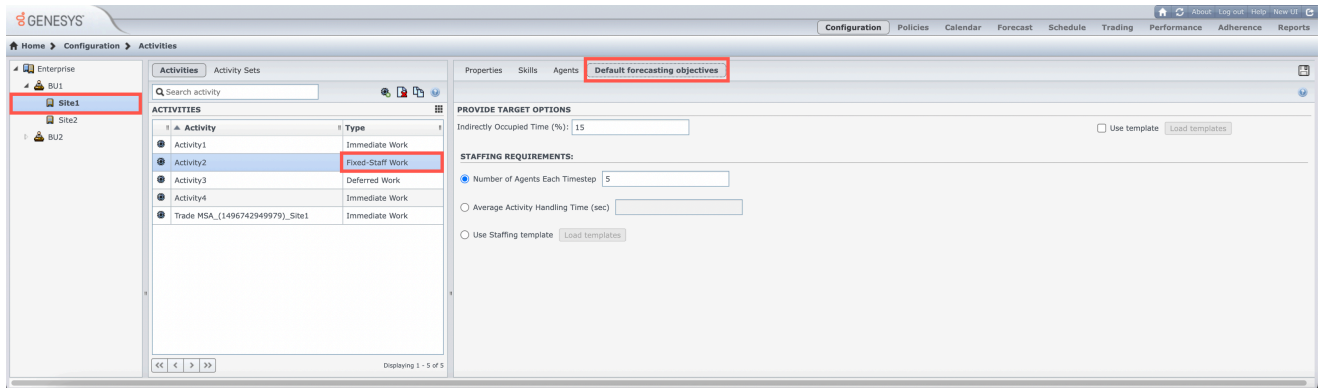 GENESYS
About Log out Help New UI
Configuration Policies Calendar Forecast Schedule Trading Performance Adherence Reports
Home Configuration Activities
Enterprise
BU1
Site1
Site2
BU2
Activities Activity Sets
Search activity
ACTIVITIES
Activity Type
Activity1 Immediate Work
Activity2 Fixed-Staff Work
Activity3 Deferred Work
Activity4 Immediate Work
Trade MSA_(1496742949979)_Site1 Immediate Work
Displaying 1 - 5 of 5
Properties Skills Agents Default forecasting objectives
PROVIDE TARGET OPTIONS
Indirectly Occupied Time (%): 15 Use template Load templates
STAFFING REQUIREMENTS:
Number of Agents Each Timestep 5
Average Activity Handling Time (sec)
Use Staffing template Load templates